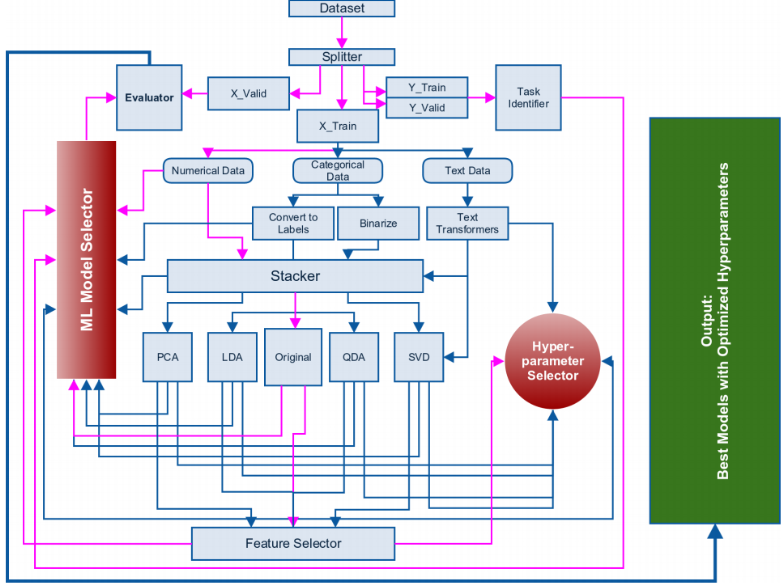 Dataset
Splitter
Evaluator
X_Valid
Y_Train
Y_Valid
Task
Identifier
X_Train
Numerical Data
Categorical
Data
Text Data
Convert to
Labels
Binarize
Text
Transformers
ML Model Selector
Stacker
PCA
LDA
Original
QDA
SVD
Hyper-
parameter
Selector
Feature Selector
Output:
Best Models with Optimized Hyperparameters